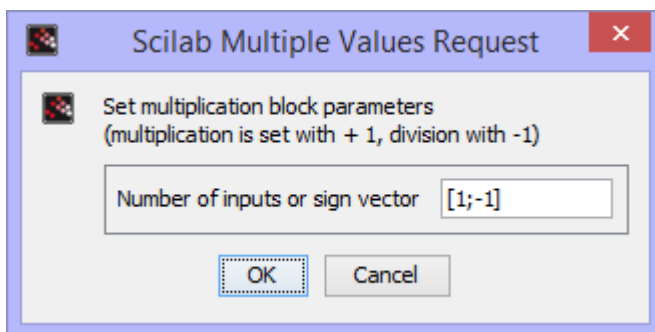 Scilab Multiple Values Request
Set multiplication block parameters
(multiplication is set with + 1, division with -1)
Number of inputs or sign vector [1;-1]
OK Cancel